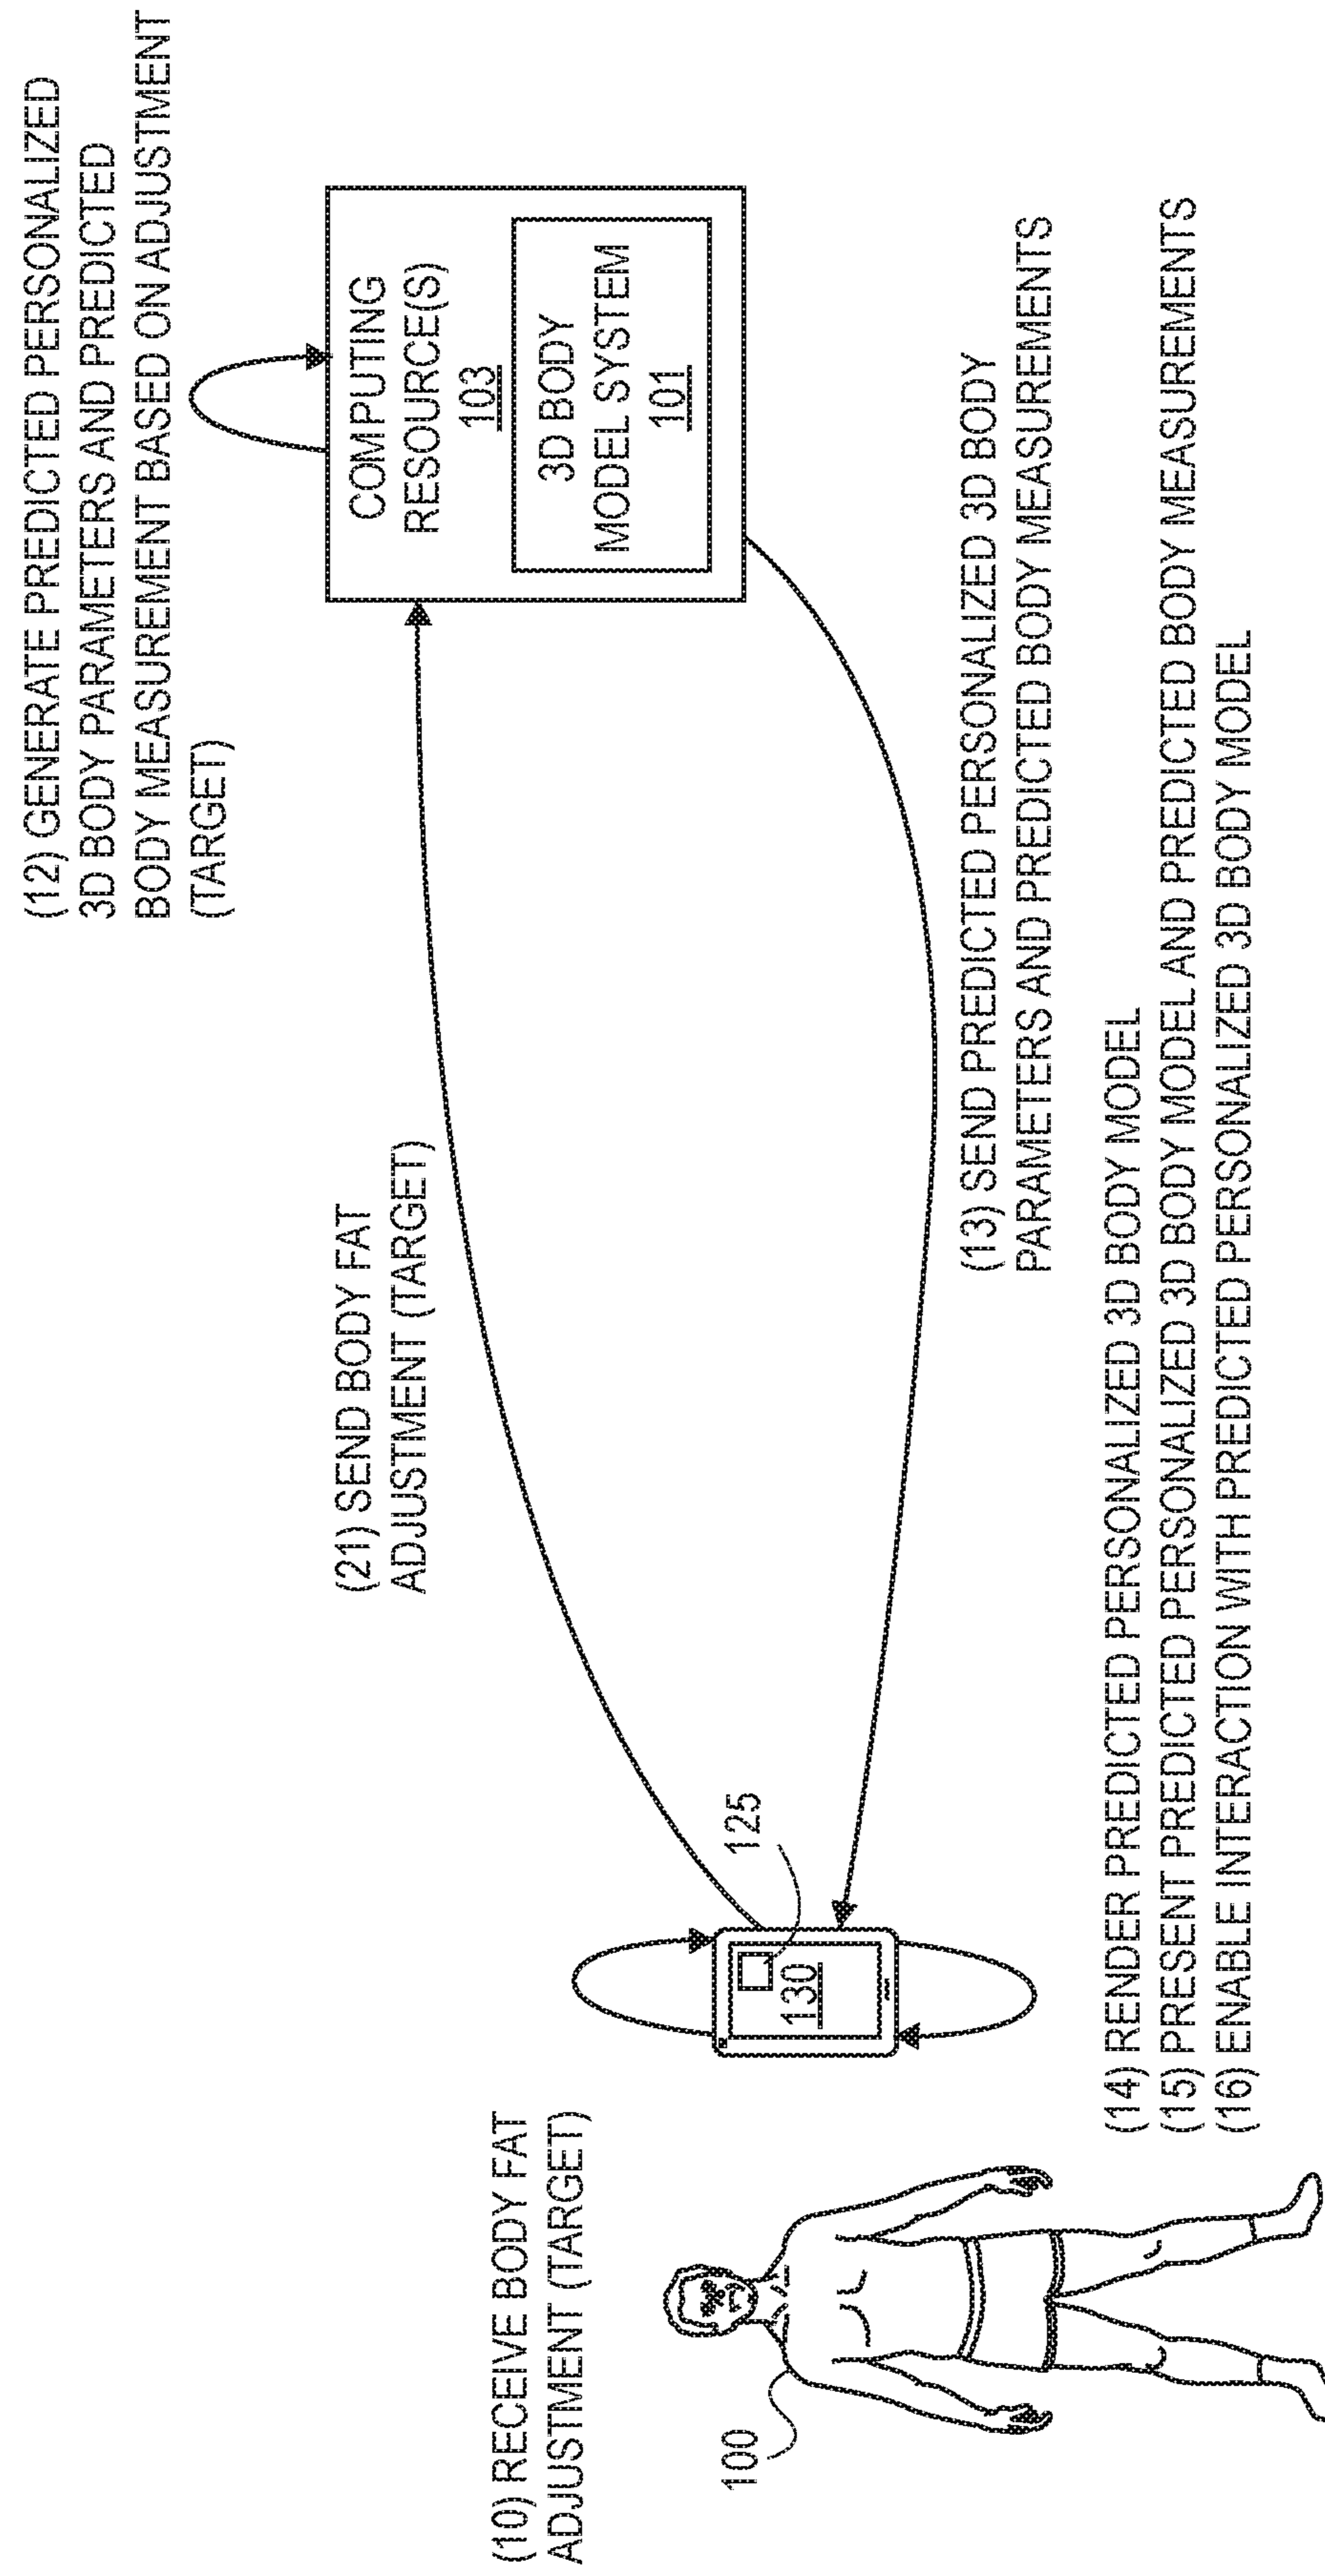 (10) RECEIVE BODY FAT
ADJUSTMENT (TARGET)
100
130
125
(21) SEND BODY FAT
ADJUSTMENT (TARGET)
(12) GENERATE PREDICTED PERSONALIZED
3D BODY PARAMETERS AND PREDICTED
BODY MEASUREMENT BASED ON ADJUSTMENT
(TARGET)
COMPUTING
RESOURCE(S)
103
3D BODY
MODEL SYSTEM
101
(13) SEND PREDICTED PERSONALIZED 3D BODY
PARAMETERS AND PREDICTED BODY MEASUREMENTS
(14) RENDER PREDICTED PERSONALIZED 3D BODY MODEL
(15) PRESENT PREDICTED PERSONALIZED 3D BODY MODEL AND PREDICTED BODY MEASUREMENTS
(16) ENABLE INTERACTION WITH PREDICTED PERSONALIZED 3D BODY MODEL